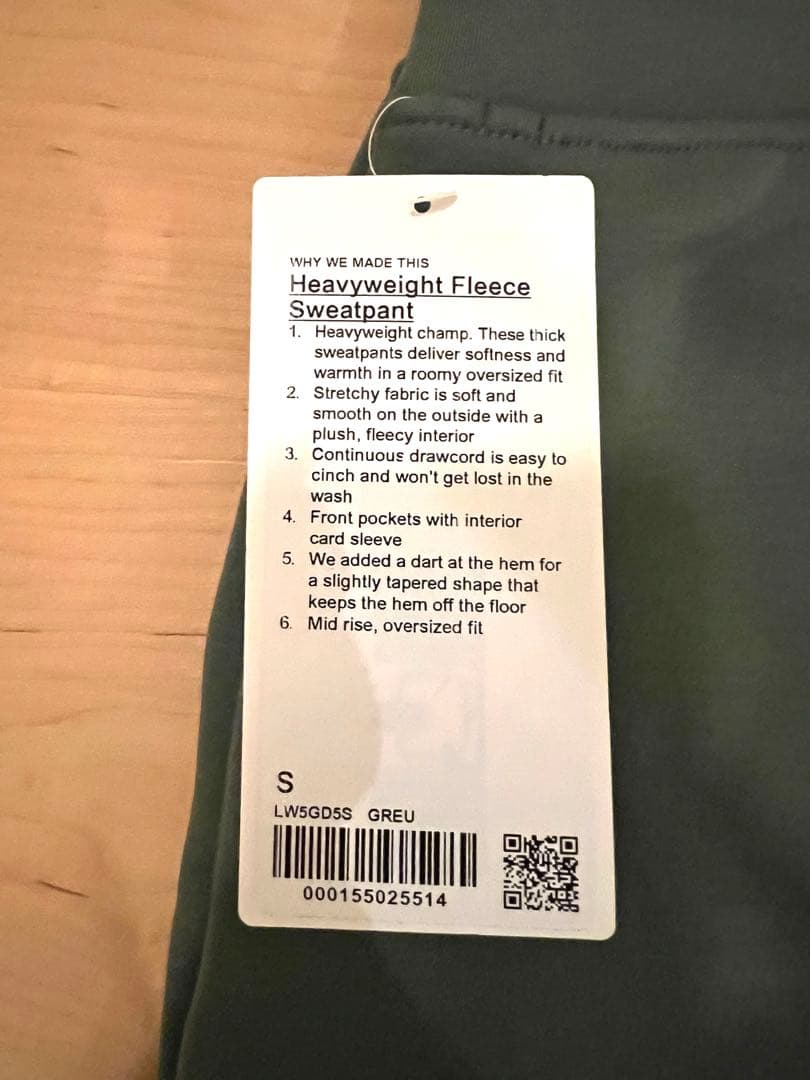 WHY WE MADE THIS
Heavyweight Fleece
Sweatpant
1. Heavyweight champ. These thick
sweatpants deliver softness and
warmth in a roomy oversized fit
2. Stretchy fabric is soft and
smooth on the outside with a
plush, fleecy interior
3. Continuous drawcord is easy to
cinch and won't get lost in the
wash
4. Front pockets with interior
card sleeve
5. We added a dart at the hem for
a slightly tapered shape that
keeps the hem off the floor
6. Mid rise, oversized fit
S
LW5GD5S GREU
000155025514